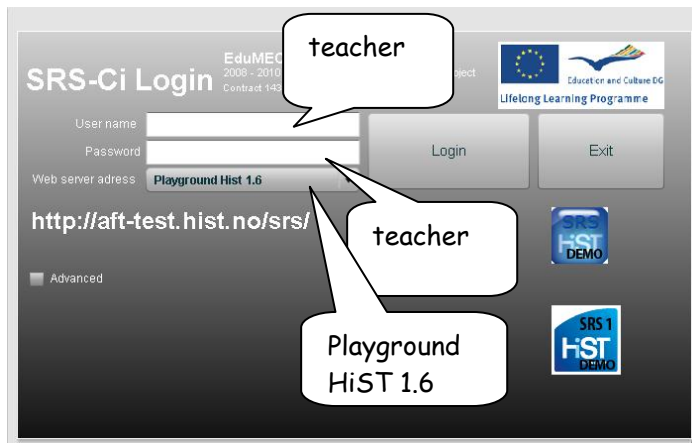 teacher
EduMEC
2008 - 2010
oject
Contract 143
SRS-Ci Login
Education and Culture DG
Lifelong Learning Programme
User name
Password
Login
Exit
Web server adress
Playground Hist 1.6
http://aft-test.hist.no/srs/
teacher
SRS
HiST
DEMO
Advanced
Playground
HiST 1.6
SRS 1
HiST
DEMO